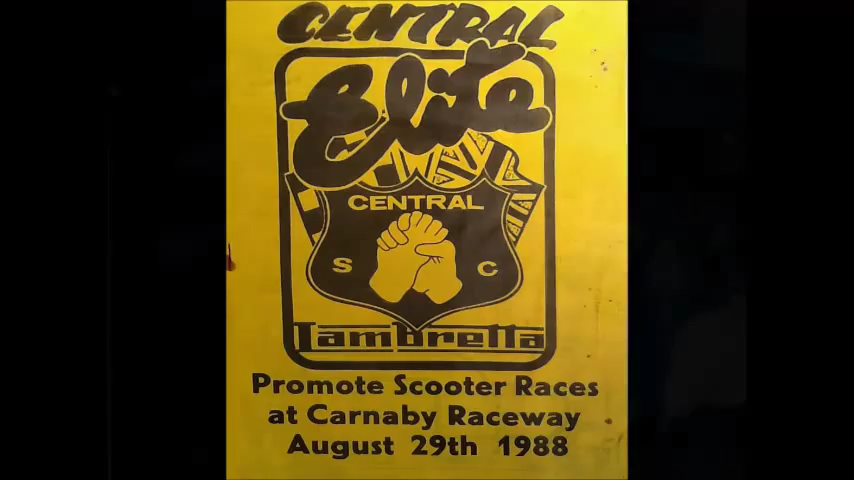 CENTRAL
Elite
CENTRAL
S C
Lambretta
Promote Scooter Races
at Carnaby Raceway
August 29th 1988